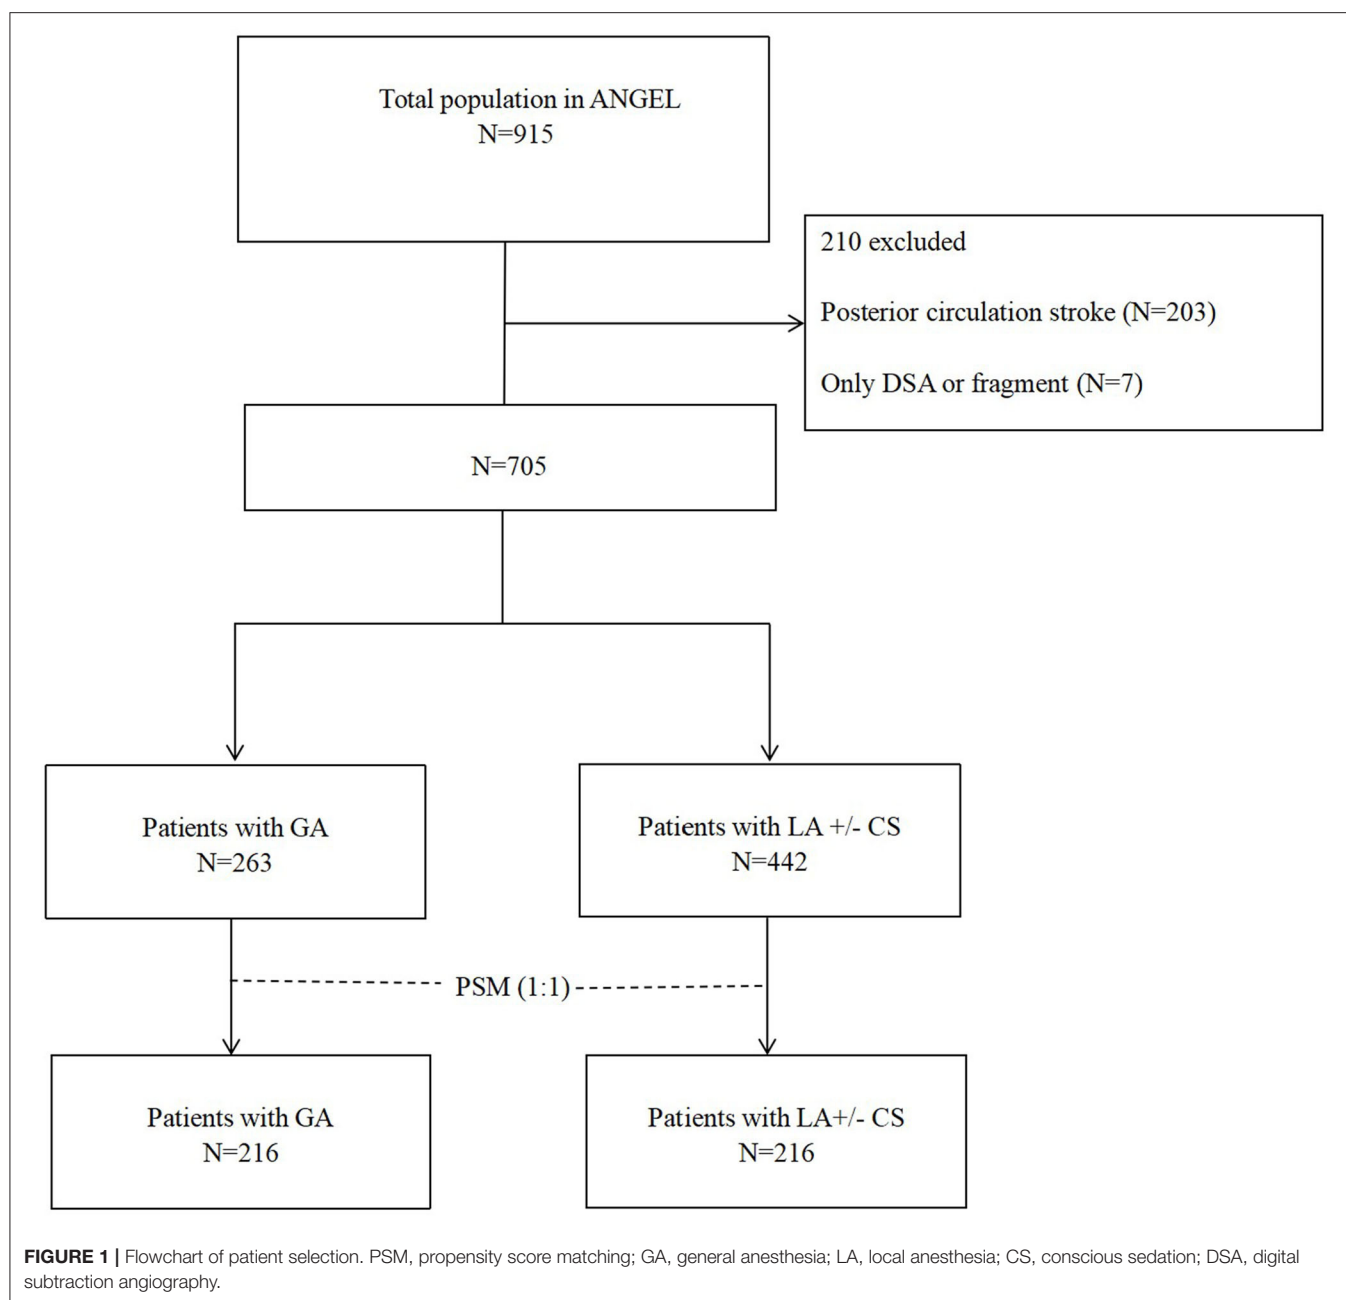 Total population in ANGEL
N=915
210 excluded
Posterior circulation stroke (N=203)
Only DSA or fragment (N=7)
N=705
Patients with GA
N=263
Patients with LA +/- CS
N=442
PSM (1:1)
Patients with GA
N=216
Patients with LA+/- CS
N=216
FIGURE 1 | Flowchart of patient selection. PSM, propensity score matching; GA, general anesthesia; LA, local anesthesia; CS, conscious sedation; DSA, digital
subtraction angiography.